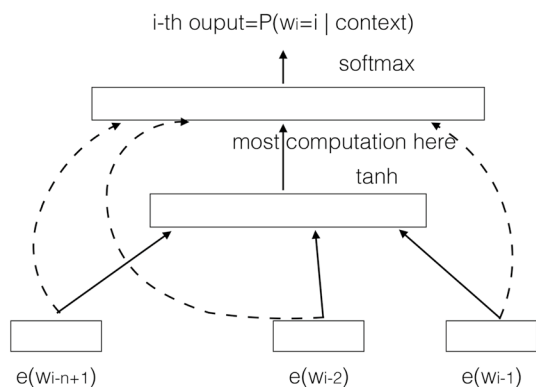 i-th ouput=P(wi=i | context)
softmax
most computation here
tanh
e(wi-n+1) e(wi-2) e(wi-1)